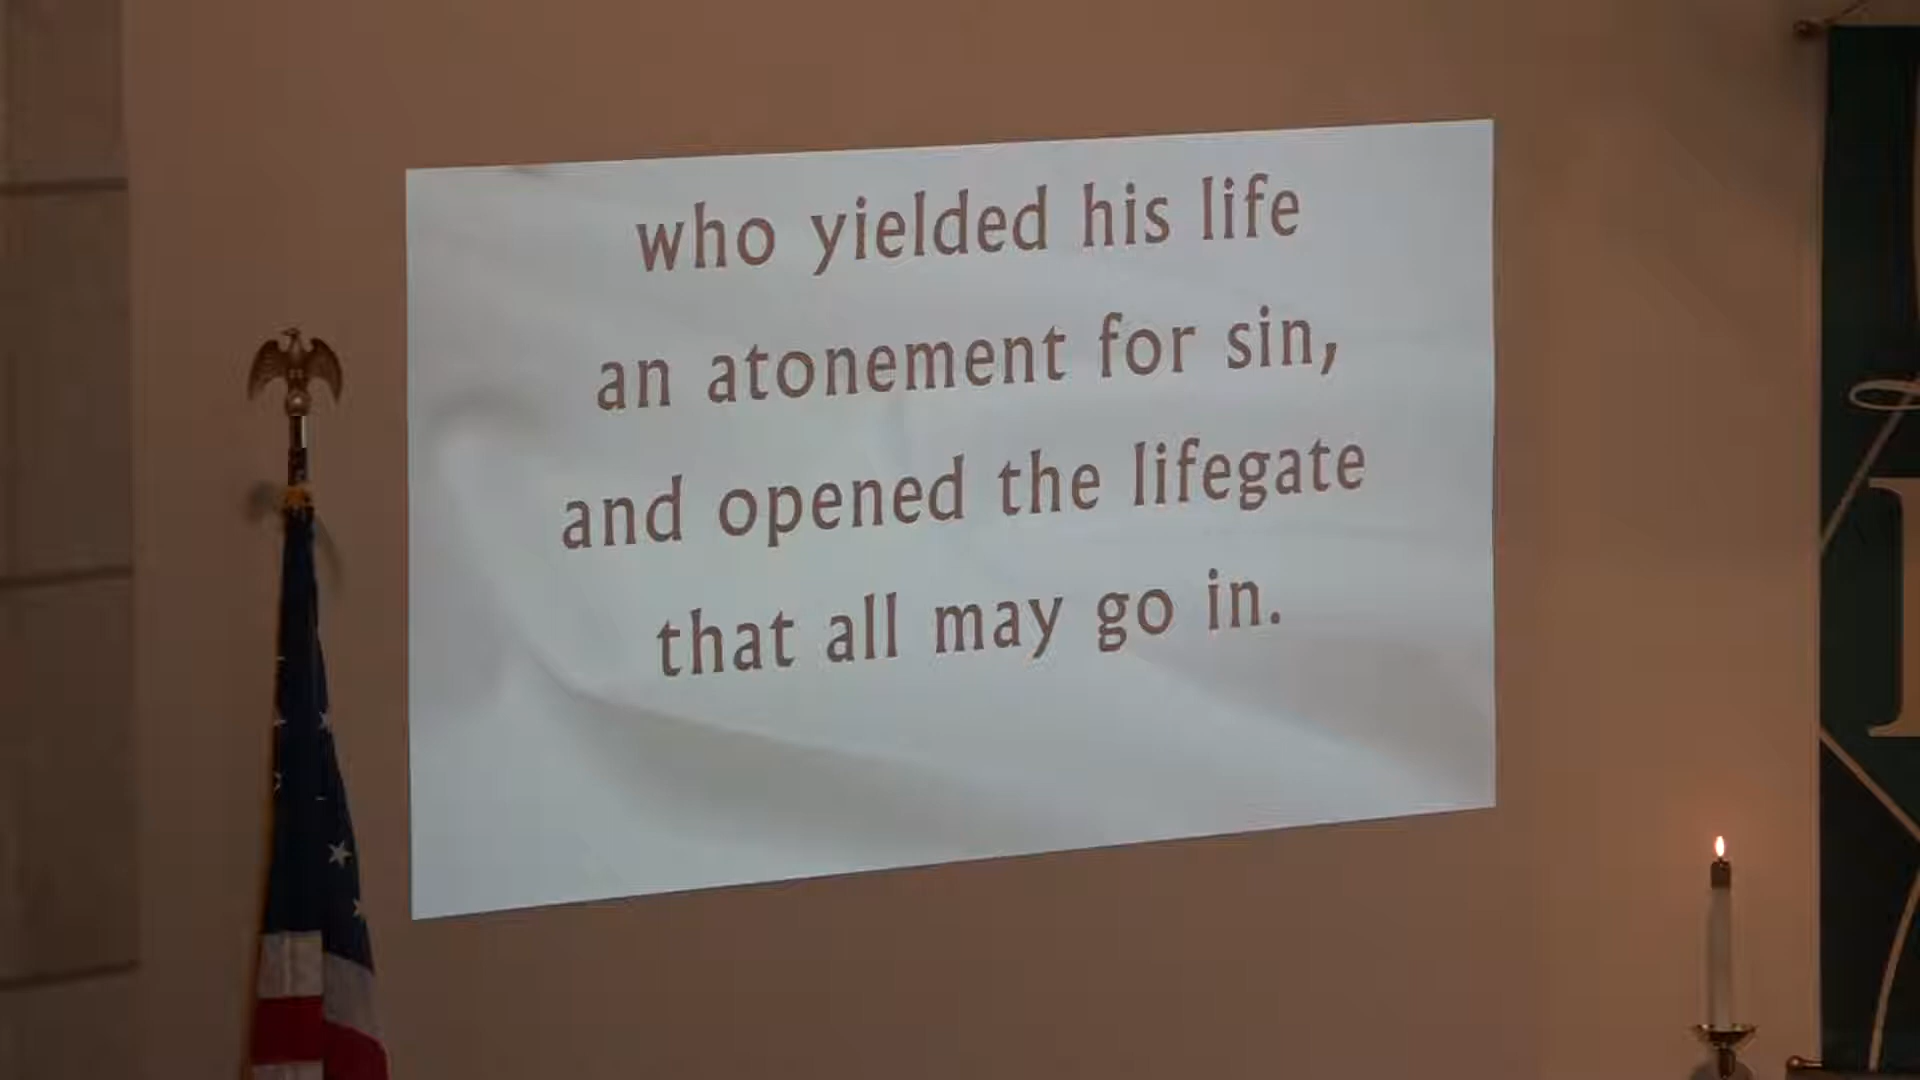 who yielded his life
an atonement for sin,
and opened the lifegate
that all may go in.